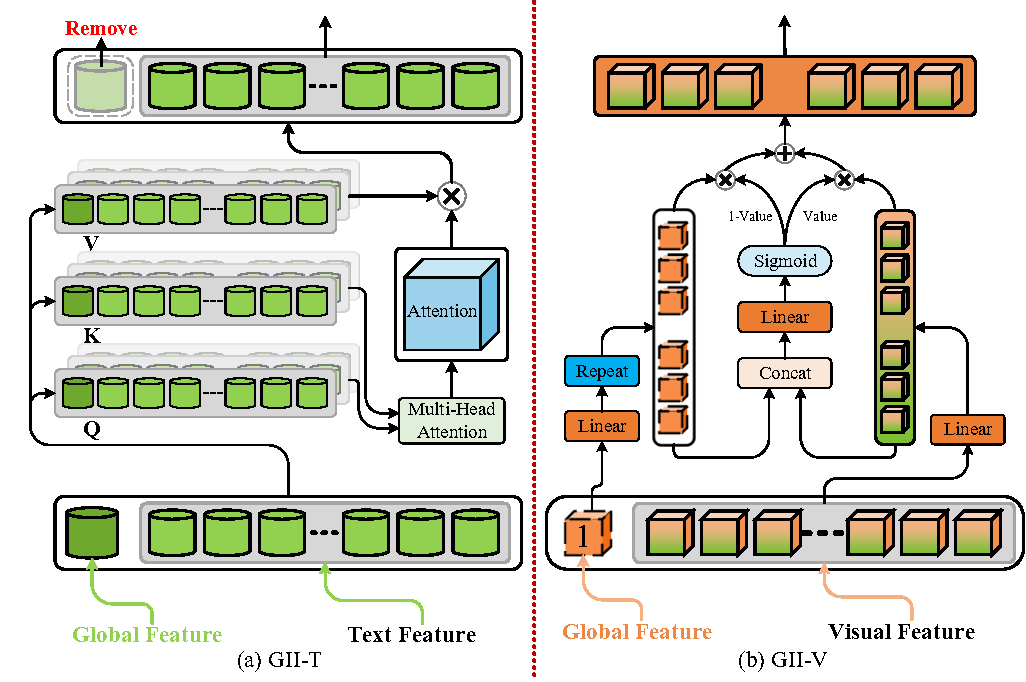 Remove
V
K
Q
Attention
Multi-Head
Attention
Global Feature
Text Feature
(a) GII-T
1-Value
Value
Sigmoid
Linear
Concat
Repeat
Linear
Linear
1
Global Feature
Visual Feature
(b) GII-V